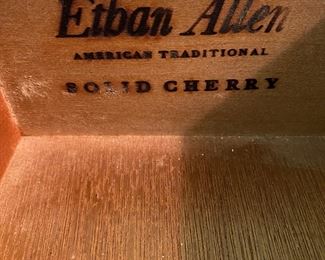 Ethan Allen
AMERICAN TRADITIONAL
SOLID CHERRY